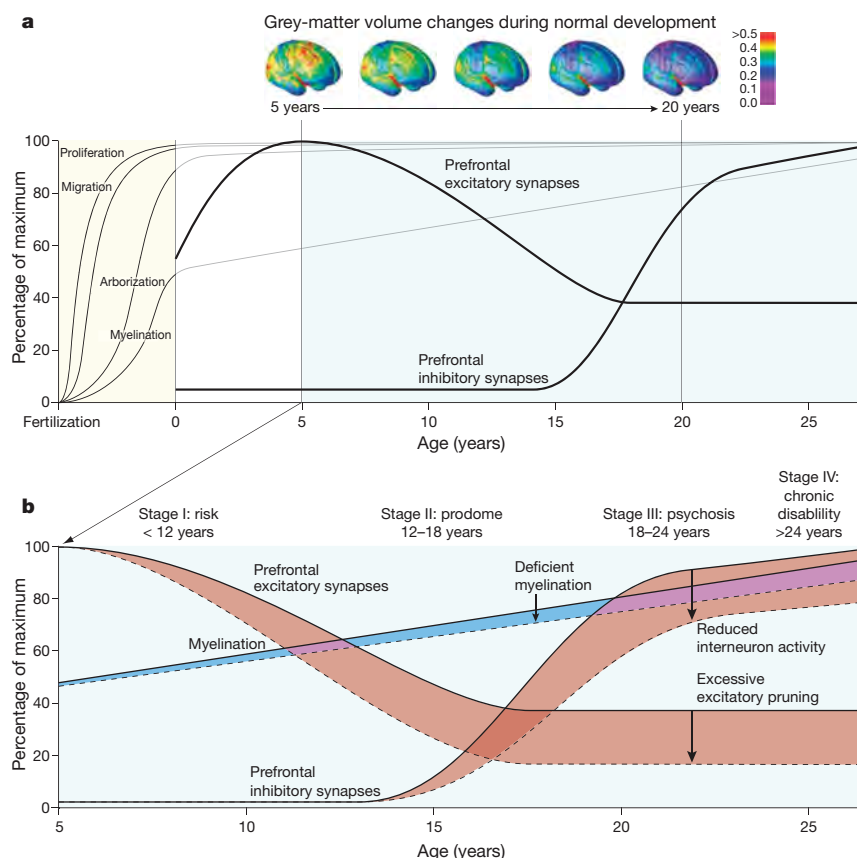 a
Grey-matter volume changes during normal development
>0.5
0.4
0.3
0.2
0.1
0.0
5 years
20 years
100
80
60
40
20
0
Percentage of maximum
Proliferation
Migration
Arborization
Myelination
Prefrontal
excitatory synapses
Prefrontal
inhibitory synapses
Fertilization
0
5
10
15
20
25
Age (years)
b
Stage I: risk
< 12 years
Stage II: prodome
12–18 years
Stage III: psychosis
18–24 years
Stage IV:
chronic
disablility
>24 years
100
80
60
40
20
0
Percentage of maximum
Prefrontal
excitatory synapses
Deficient
myelination
Myelination
Reduced
interneuron activity
Excessive
excitatory pruning
Prefrontal
inhibitory synapses
5
10
15
20
25
Age (years)